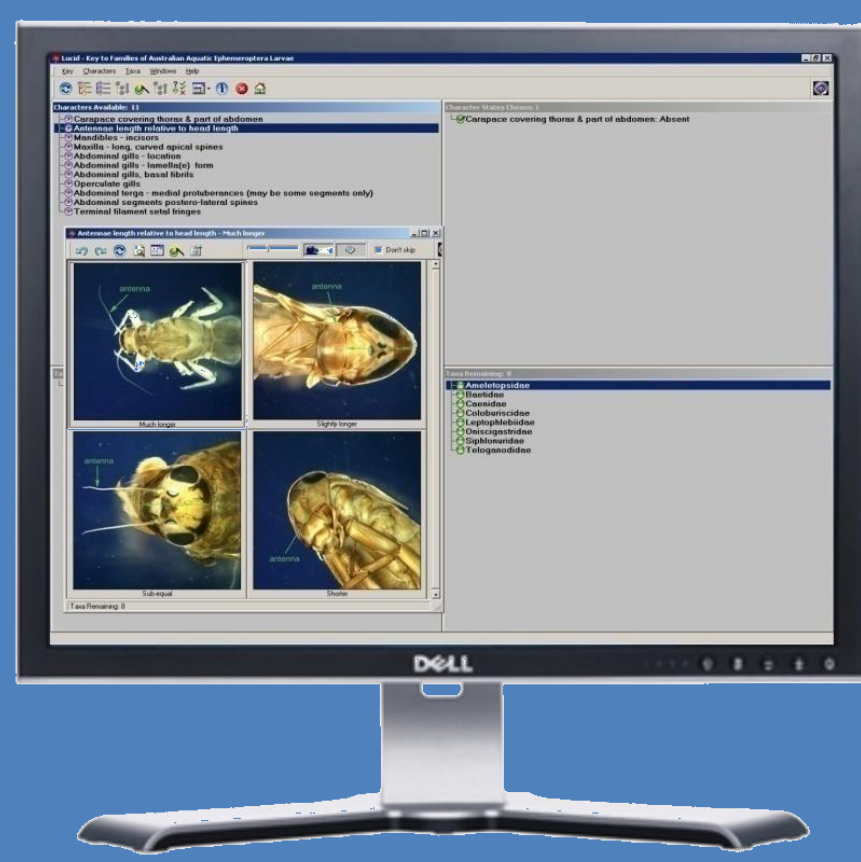 Lucid - Key to Families of Australian Aquatic Ephemeroptera Larvae
Key Characters Taxa Windows Help
Characters Available: 11
Carapace covering thorax & part of abdomen
Antennae length relative to head length
Mandibles - incisors
Maxilla - long, curved apical spines
Abdominal gills - location
Abdominal gills - lamella(e) form
Abdominal gills, basal fibrils
Operculate gills
Abdominal terga - medial protuberances (may be some segments only)
Abdominal segments postero-lateral spines
Terminal filament setal fringes
Character States Chosen: 1
Carapace covering thorax & part of abdomen: Absent
Antennae length relative to head length - Much longer
Don't skip
antenna
antenna
Much longer
Slightly longer
antenna
antenna
Sub-equal
Shorter
Taxa Remaining: 8
Taxa Remaining: 8
Ameletopsidae
Baetidae
Caenidae
Coloburiscidae
Leptophlebiidae
Oniscigastridae
Siphlonuridae
Teloganodidae
DELL